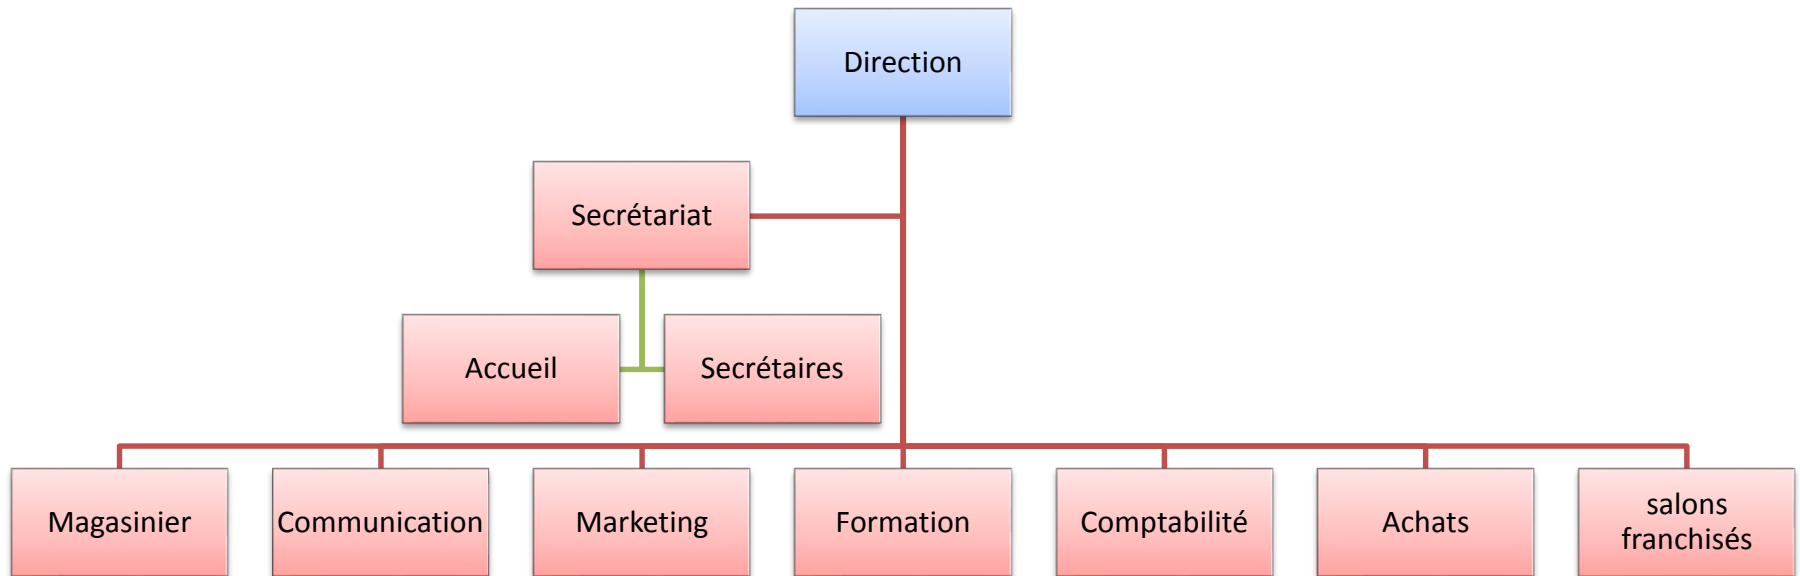 Direction
Secrétariat
Accueil
Secrétaires
Magasinier
Communication
Marketing
Formation
Comptabilité
Achats
salons
franchisés